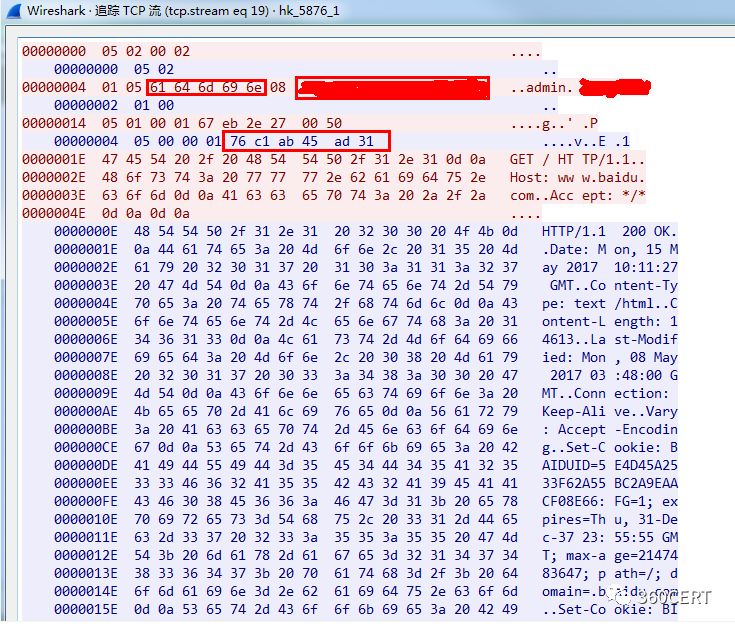 Wireshark · 追踪 TCP 流 (tcp.stream eq 19) · hk_5876_1
00000000 05 02 00 02 ....
00000000 05 02 ..
00000004 01 05 61 64 6d 69 6e 08 ..admin.
00000002 01 00 ..
00000014 05 01 00 01 67 eb 2e 27 00 50 ....g..' .P
00000004 05 00 00 01 76 c1 ab 45 ad 31 ....v..E .1
0000001E 47 45 54 20 2f 20 48 54 54 50 2f 31 2e 31 0d 0a GET / HT TP/1.1..
0000002E 48 6f 73 74 3a 20 77 77 77 2e 62 61 69 64 75 2e Host: ww w.baidu.
0000003E 63 6f 6d 0d 0a 41 63 63 65 70 74 3a 20 2a 2f 2a com..Acc ept: */*
0000004E 0d 0a 0d 0a ....
0000000E 48 54 54 50 2f 31 2e 31 20 32 30 30 20 4f 4b 0d HTTP/1.1 200 OK.
0000001E 0a 44 61 74 65 3a 20 4d 6f 6e 2c 20 31 35 20 4d .Date: M on, 15 M
0000002E 61 79 20 32 30 31 37 20 31 30 3a 31 31 3a 32 37 ay 2017 10:11:27
0000003E 20 47 4d 54 0d 0a 43 6f 6e 74 65 6e 74 2d 54 79 GMT..Co ntent-Ty
0000004E 70 65 3a 20 74 65 78 74 2f 68 74 6d 6c 0d 0a 43 pe: text /html..C
0000005E 6f 6e 74 65 6e 74 2d 4c 65 6e 67 74 68 3a 20 31 ontent-L ength: 1
0000006E 34 36 31 33 0d 0a 4c 61 73 74 2d 4d 6f 64 69 66 4613..La st-Modif
0000007E 69 65 64 3a 20 4d 6f 6e 2c 20 30 38 20 4d 61 79 ied: Mon , 08 May
0000008E 20 32 30 31 37 20 30 33 3a 34 38 3a 30 30 20 47 2017 03 :48:00 G
0000009E 4d 54 0d 0a 43 6f 6e 6e 65 63 74 69 6f 6e 3a 20 MT..Conn ection:
000000AE 4b 65 65 70 2d 41 6c 69 76 65 0d 0a 56 61 72 79 Keep-Ali ve..Vary
000000BE 3a 20 41 63 63 65 70 74 2d 45 6e 63 6f 64 69 6e : Accept -Encodin
000000CE 67 0d 0a 53 65 74 2d 43 6f 6f 6b 69 65 3a 20 42 g..Set-C ookie: B
000000DE 41 49 44 55 49 44 3d 35 45 34 44 34 35 41 32 35 AIDUID=5 E4D45A25
000000EE 33 33 46 36 32 41 35 35 42 43 32 41 39 45 41 41 33F62A55 BC2A9EAA
000000FE 43 46 30 38 45 36 36 3a 46 47 3d 31 3b 20 65 78 CF08E66: FG=1; ex
0000010E 70 69 72 65 73 3d 54 68 75 2c 20 33 31 2d 44 65 pires=Th u, 31-De
0000011E 63 2d 33 37 20 32 33 3a 35 35 3a 35 35 20 47 4d c-37 23: 55:55 GM
0000012E 54 3b 20 6d 61 78 2d 61 67 65 3d 32 31 34 37 34 T; max-a ge=21474
0000013E 38 33 36 34 37 3b 20 70 61 74 68 3d 2f 3b 20 64 83647; p ath=/; d
0000014E 6f 6d 61 69 6e 3d 2e 62 61 69 64 75 2e 63 6f 6d omain=.b aidu.com
0000015E 0d 0a 53 65 74 2d 43 6f 6f 6b 69 65 3a 20 42 49 ..Set-Co okie: BI
360CERT